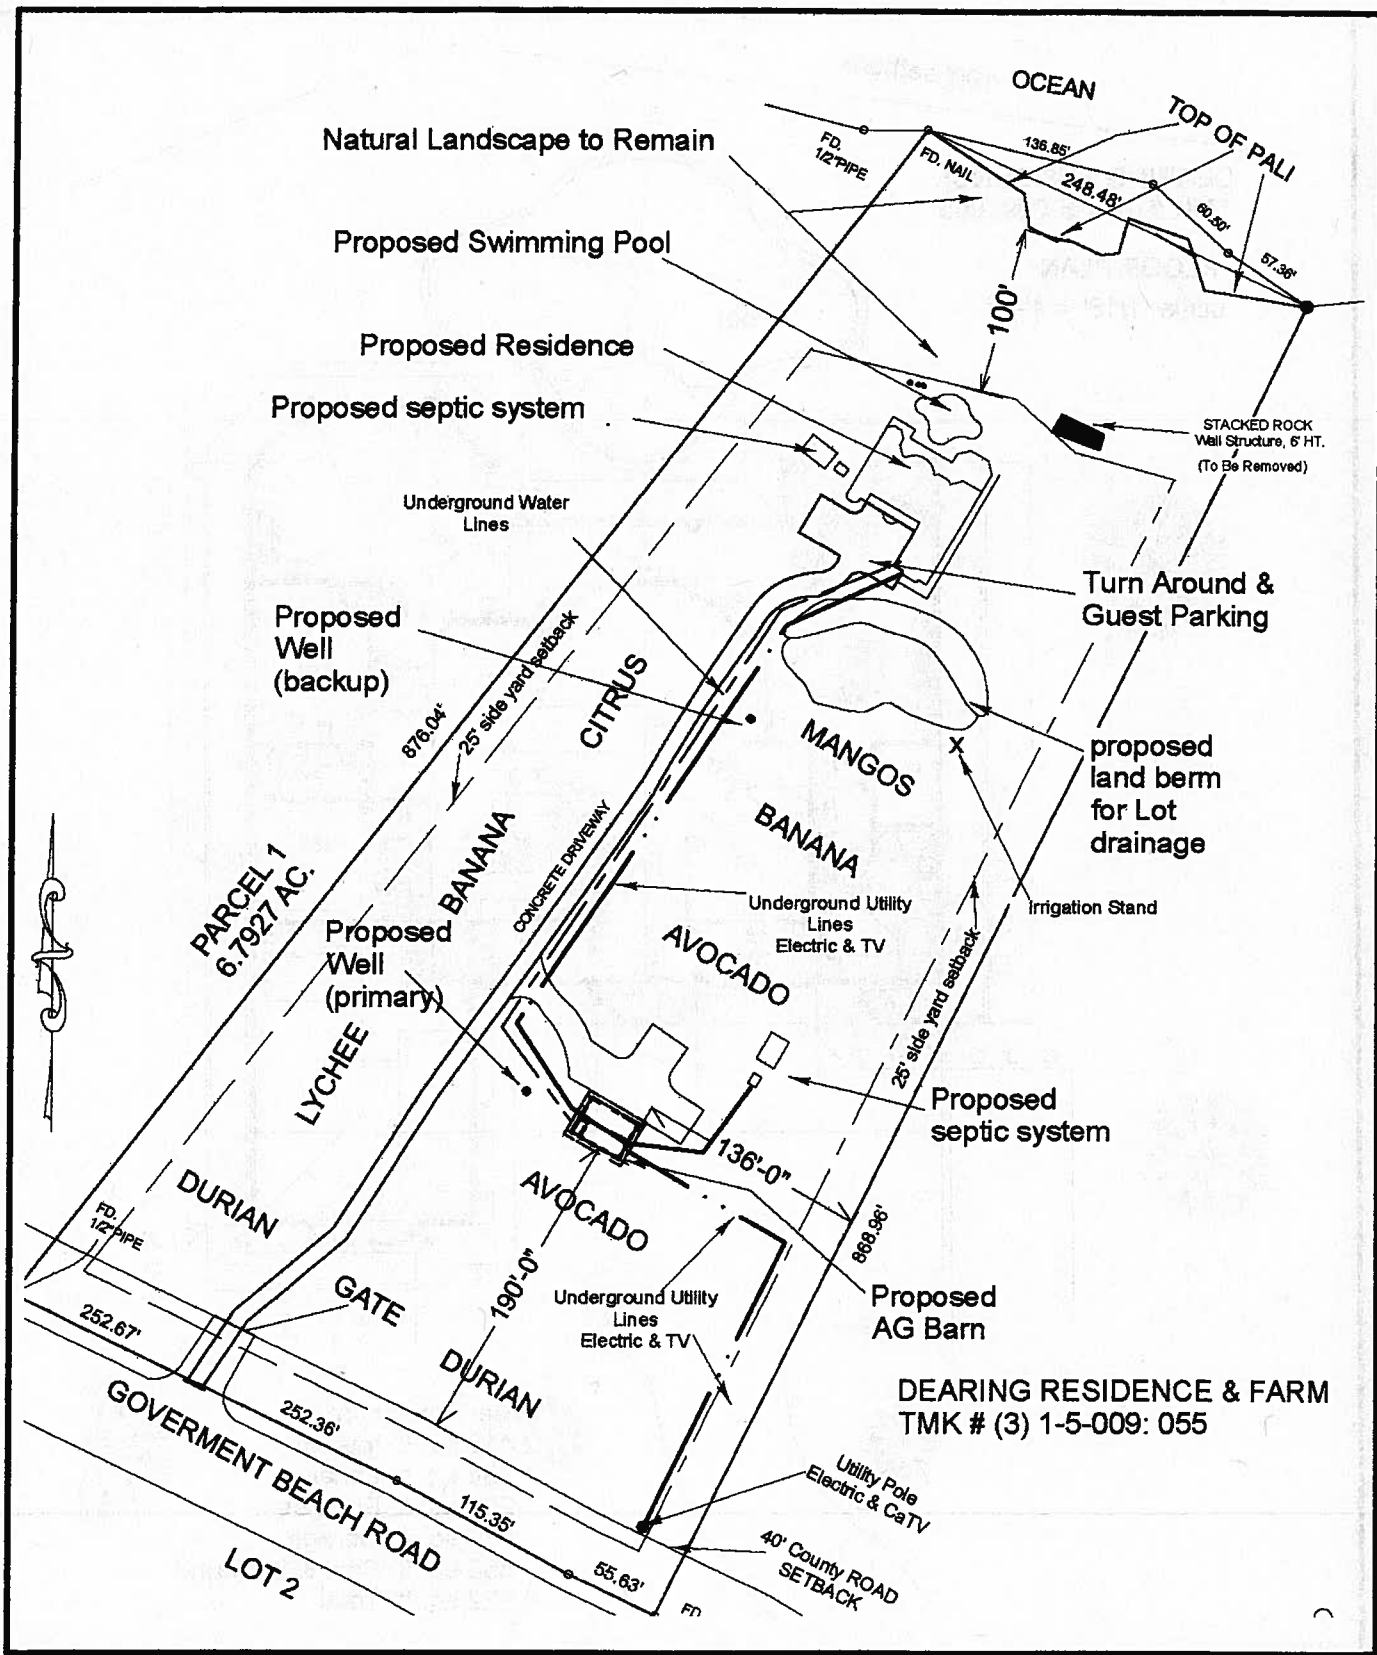 OCEAN
TOP OF PALI
Natural Landscape to Remain
FD.
1/2"PIPE
FD. NAIL
136.85'
248.48'
60.50'
57.36'
Proposed Swimming Pool
100'
Proposed Residence
Proposed septic system
STACKED ROCK
Wall Structure, 6' HT.
(To Be Removed)
Underground Water
Lines
Turn Around &
Guest Parking
Proposed
Well
(backup)
876.04'
25' side yard setback
CITRUS
MANGOS
X
proposed
land berm
for Lot
drainage
BANANA
BANANA
CONCRETE DRIVEWAY
PARCEL 1
6.7927 AC.
Underground Utility
Lines
Electric & TV
Irrigation Stand
Proposed
Well
(primary)
AVOCADO
25' side yard setback
LYCHEE
Proposed
septic system
136'-0"
DURIAN
AVOCADO
868.96'
FD.
1/2"PIPE
190'-0"
GATE
Underground Utility
Lines
Electric & TV
Proposed
AG Barn
252.67'
DURIAN
DEARING RESIDENCE & FARM
TMK # (3) 1-5-009: 055
252.36'
GOVERMENT BEACH ROAD
115.35'
Utility Pole
Electric & CaTV
40' County ROAD
SETBACK
LOT 2
55.63'
FD